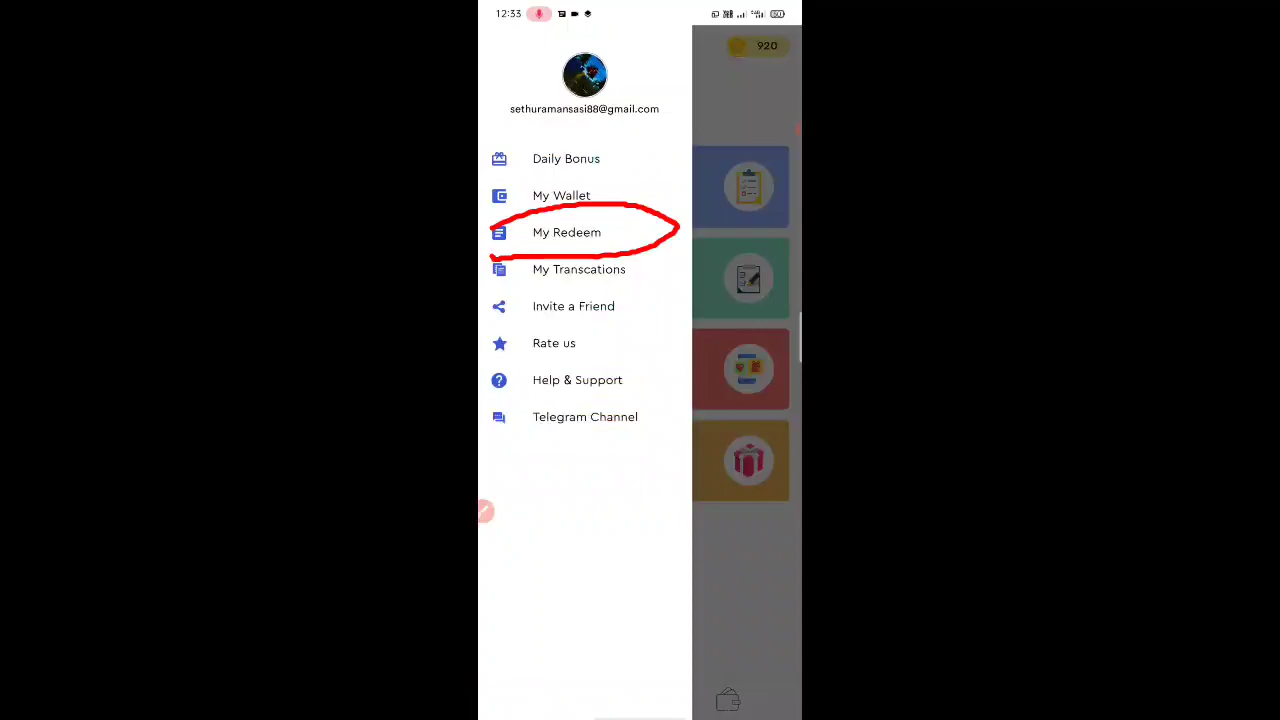 12:33
920
sethuramansasi88@gmail.com
Daily Bonus
My Wallet
My Redeem
My Transcations
Invite a Friend
Rate us
Help & Support
Telegram Channel